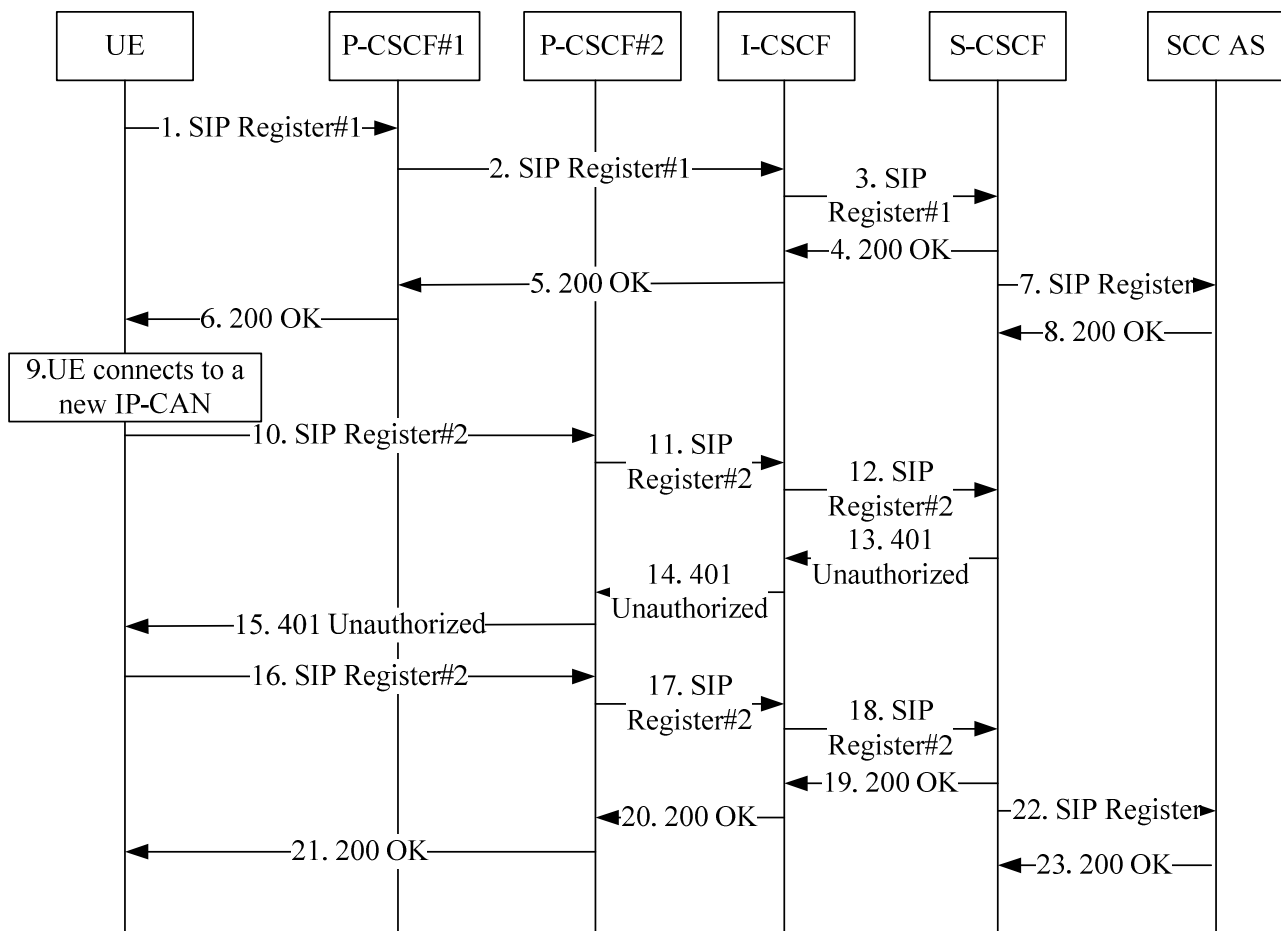 UE
P-CSCF#1
P-CSCF#2
I-CSCF
S-CSCF
SCC AS
1. SIP Register#1
2. SIP Register#1
3. SIP
Register#1
4. 200 OK
5. 200 OK
7. SIP Register
6. 200 OK
8. 200 OK
9.UE connects to a
new IP-CAN
10. SIP Register#2
11. SIP
Register#2
12. SIP
Register#2
13. 401
Unauthorized
14. 401
Unauthorized
15. 401 Unauthorized
16. SIP Register#2
17. SIP
Register#2
18. SIP
Register#2
19. 200 OK
20. 200 OK
22. SIP Register
21. 200 OK
23. 200 OK